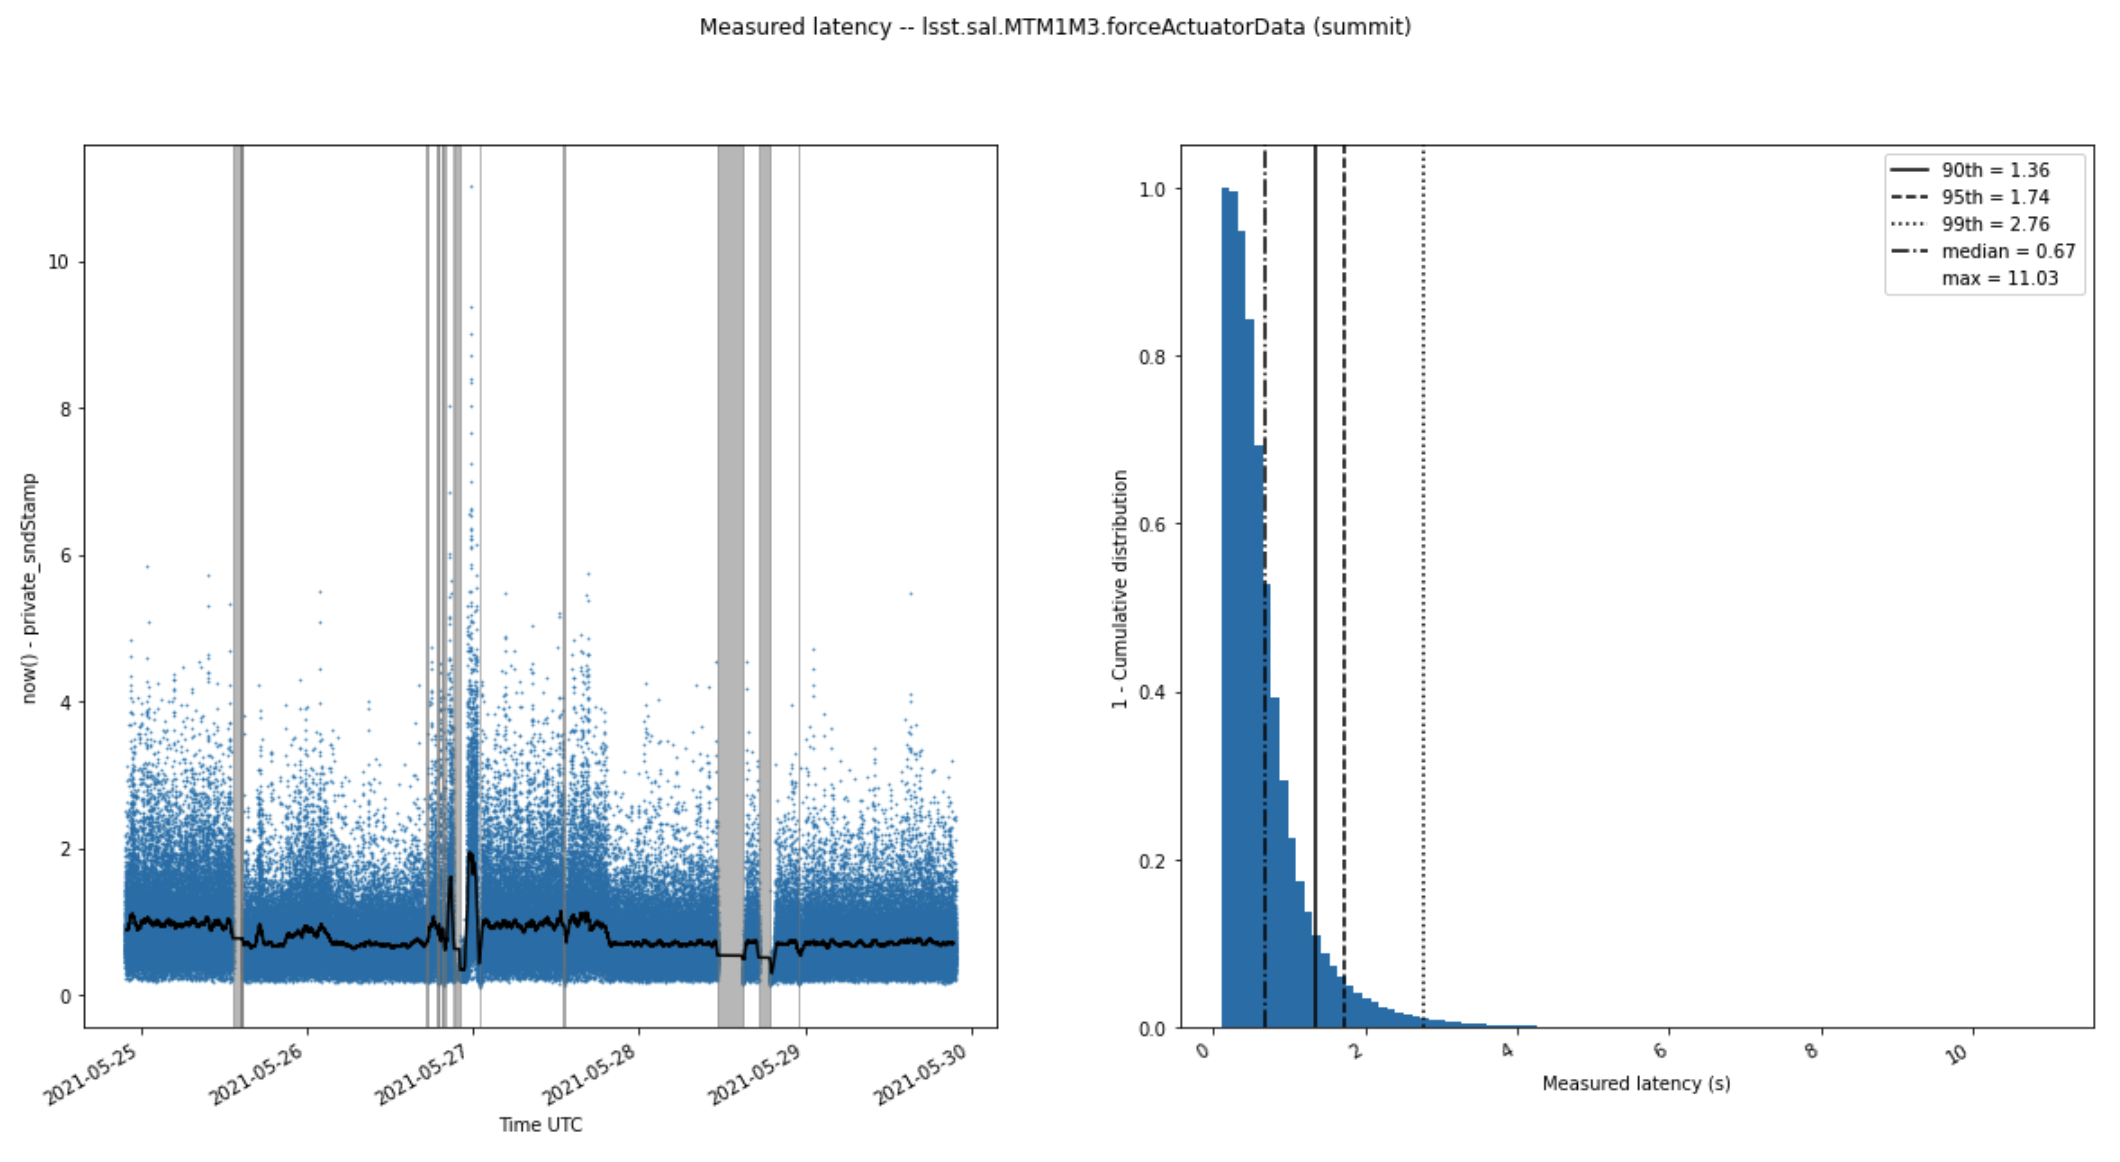 Measured latency -- lsst.sal.MTM1M3.forceActuatorData (summit)
now() - private_sndStamp
10
8
6
4
2
0
2021-05-25
2021-05-26
2021-05-27
2021-05-28
2021-05-29
2021-05-30
Time UTC
1 - Cumulative distribution
1.0
0.8
0.6
0.4
0.2
0.0
0
2
4
6
8
10
Measured latency (s)
90th = 1.36
95th = 1.74
99th = 2.76
median = 0.67
max = 11.03